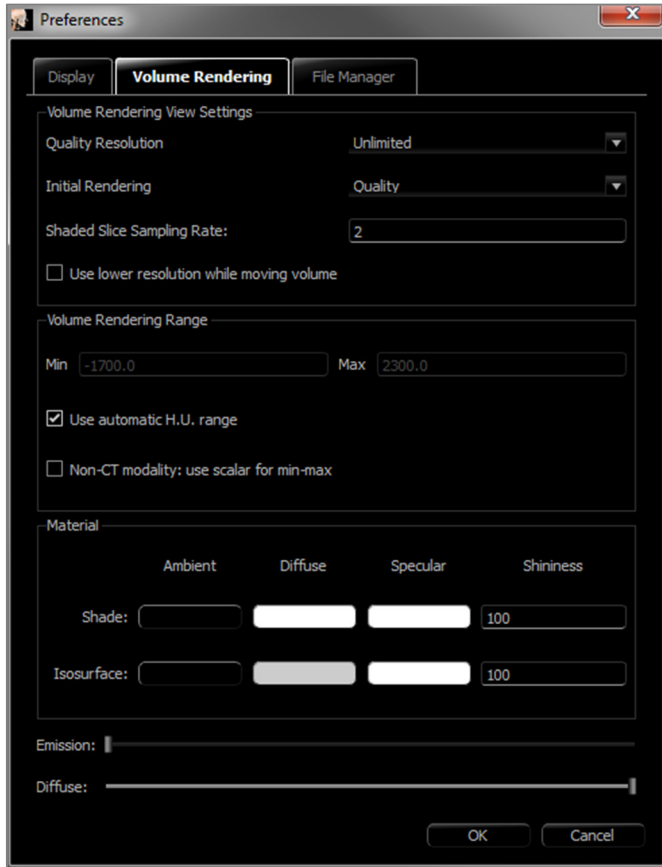 Preferences
Display Volume Rendering File Manager
Volume Rendering View Settings
Quality Resolution Unlimited
Initial Rendering Quality
Shaded Slice Sampling Rate: 2
Use lower resolution while moving volume
Volume Rendering Range
Min -1700.0 Max 2300.0
Use automatic H.U. range
Non-CT modality: use scalar for min-max
Material
Ambient Diffuse Specular Shininess
Shade: 100
Isosurface: 100
Emission:
Diffuse:
OK Cancel